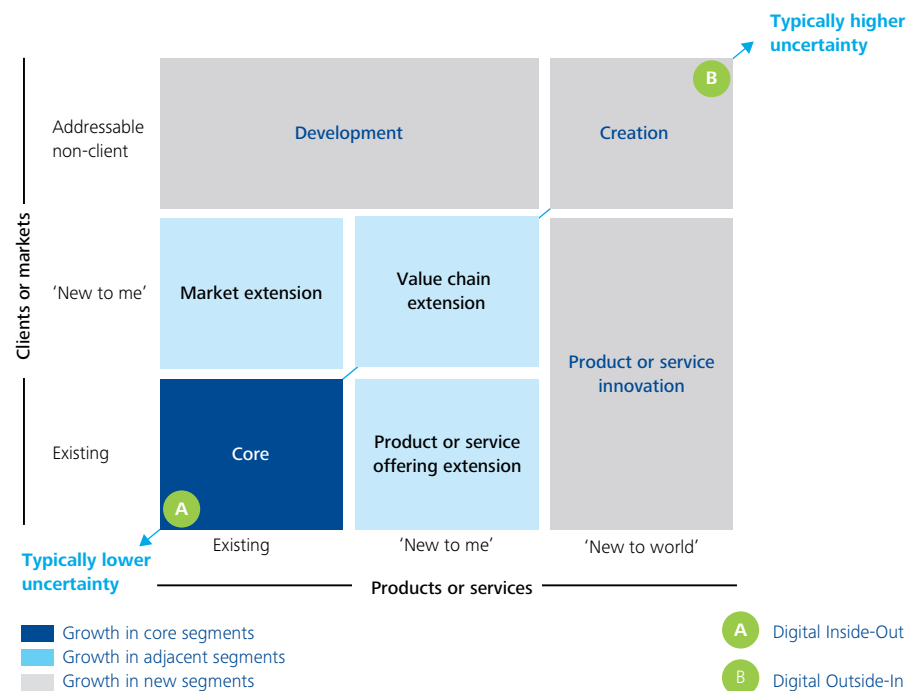 Typically higher
uncertainty
B
Clients or markets
Addressable
non-client
Development
Creation
'New to me'
Market extension
Value chain
extension
Product or service
innovation
Existing
Core
Product or service
offering extension
A
Existing
'New to me'
'New to world'
Typically lower
uncertainty
Products or services
Growth in core segments
Growth in adjacent segments
Growth in new segments
A Digital Inside-Out
B Digital Outside-In